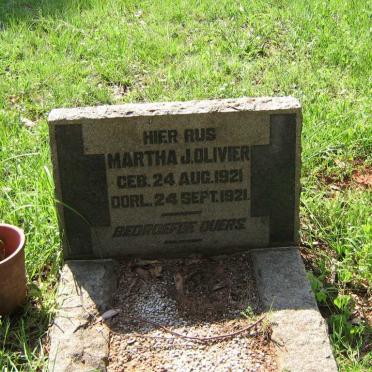 HIER RUS
MARTHA J. OLIVIER
GEB. 24 AUG. 1921
OORL. 24 SEPT. 1921.
BEDROEFDE OUERS.